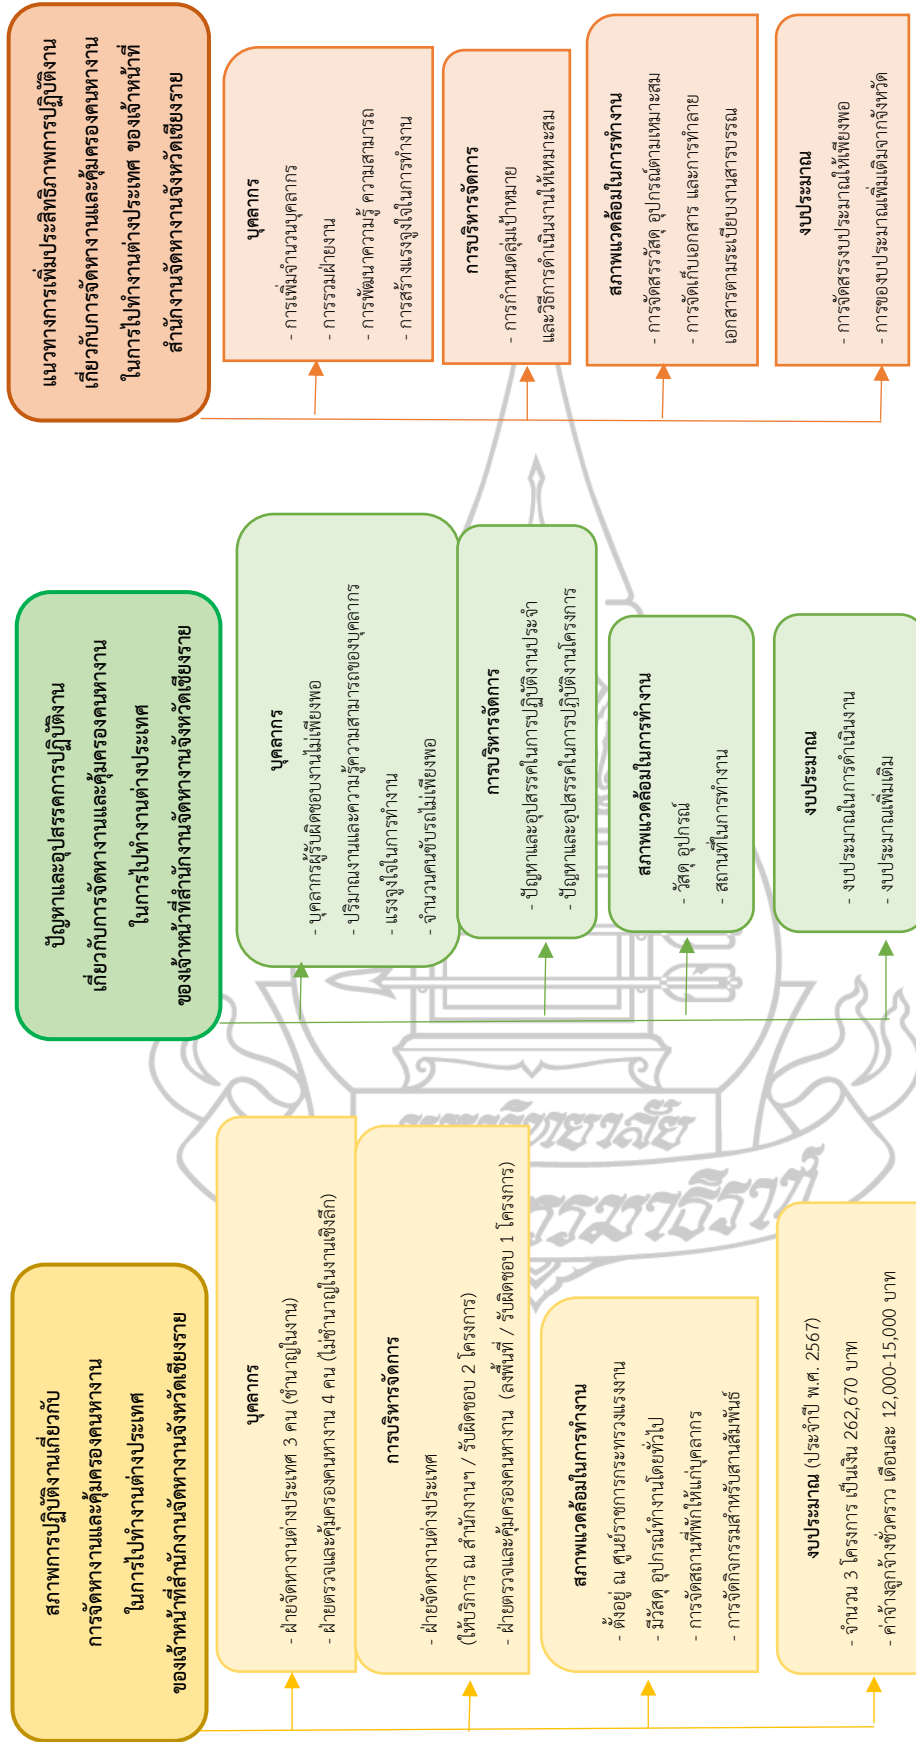 สภาพการปฏิบัติงานเกี่ยวกับ
การจัดหางานและคุ้มครองคนหางาน
ในการไปทำงานต่างประเทศ
ของเจ้าหน้าที่สำนักงานจัดหางานจังหวัดเชียงราย
บุคลากร
- ฝ่ายจัดหางานต่างประเทศ 3 คน (ชำนาญในงาน)
- ฝ่ายตรวจและคุ้มครองคนหางาน 4 คน (ไม่ชำนาญในงานเชิงลึก)
การบริหารจัดการ
- ฝ่ายจัดหางานต่างประเทศ
(ให้บริการ ณ สำนักงานฯ / รับผิดชอบ 2 โครงการ)
- ฝ่ายตรวจและคุ้มครองคนหางาน (ลงพื้นที่ / รับผิดชอบ 1 โครงการ)
สภาพแวดล้อมในการทำงาน
- ตั้งอยู่ ณ ศูนย์ราชการกระทรวงแรงงาน
- มีวัสดุ อุปกรณ์ทำงานโดยทั่วไป
- การจัดสถานที่พักให้แก่บุคลากร
- การจัดกิจกรรมสำหรับสานสัมพันธ์
งบประมาณ (ประจำปี พ.ศ. 2567)
- จำนวน 3 โครงการ เป็นเงิน 262,670 บาท
- ค่าจ้างลูกจ้างชั่วคราว เดือนละ 12,000-15,000 บาท
ปัญหาและอุปสรรคการปฏิบัติงาน
เกี่ยวกับการจัดหางานและคุ้มครองคนหางาน
ในการไปทำงานต่างประเทศ
ของเจ้าหน้าที่สำนักงานจัดหางานจังหวัดเชียงราย
บุคลากร
- บุคลากรผู้รับผิดชอบงานไม่เพียงพอ
- ปริมาณงานและความรู้ความสามารถของบุคลากร
- แรงจูงใจในการทำงาน
- จำนวนคนขับรถไม่เพียงพอ
การบริหารจัดการ
- ปัญหาและอุปสรรคในการปฏิบัติงานประจำ
- ปัญหาและอุปสรรคในการปฏิบัติงานโครงการ
สภาพแวดล้อมในการทำงาน
- วัสดุ อุปกรณ์
- สถานที่ในการทำงาน
งบประมาณ
- งบประมาณในการดำเนินงาน
- งบประมาณเพิ่มเติม
แนวทางการเพิ่มประสิทธิภาพการปฏิบัติงาน
เกี่ยวกับการจัดหางานและคุ้มครองคนหางาน
ในการไปทำงานต่างประเทศ ของเจ้าหน้าที่
สำนักงานจัดหางานจังหวัดเชียงราย
บุคลากร
- การเพิ่มจำนวนบุคลากร
- การรวมฝ่ายงาน
- การพัฒนาความรู้ ความสามารถ
- การสร้างแรงจูงใจในการทำงาน
การบริหารจัดการ
- การกำหนดกลุ่มเป้าหมาย
และวิธีการดำเนินงานให้เหมาะสม
สภาพแวดล้อมในการทำงาน
- การจัดสรรวัสดุ อุปกรณ์ตามเหมาะสม
- การจัดเก็บเอกสาร และการทำลาย
เอกสารตามระเบียบงานสารบรรณ
งบประมาณ
- การจัดสรรงบประมาณให้เพียงพอ
- การของบประมาณเพิ่มเติมจากจังหวัด